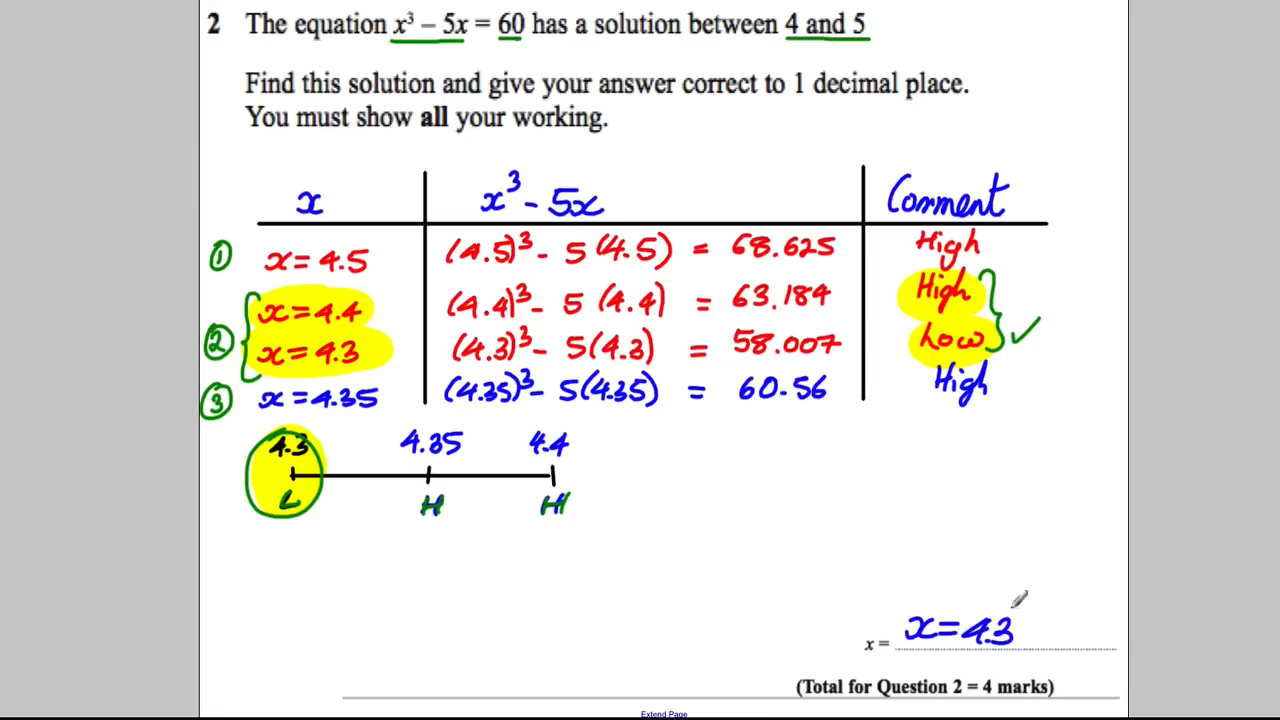 2 The equation x³ – 5x = 60 has a solution between 4 and 5
Find this solution and give your answer correct to 1 decimal place.
You must show all your working.
x x³ - 5x Comment
① x = 4.5 (4.5)³ - 5 (4.5) = 68.625 High
x = 4.4 (4.4)³ - 5 (4.4) = 63.184 High
② x = 4.3 (4.3)³ - 5(4.3) = 58.007 Low ✓
③ x = 4.35 (4.35)³ - 5(4.35) = 60.56 High
4.3 4.35 4.4
L H H
x = x = 4.3
(Total for Question 2 = 4 marks)
Extend Page